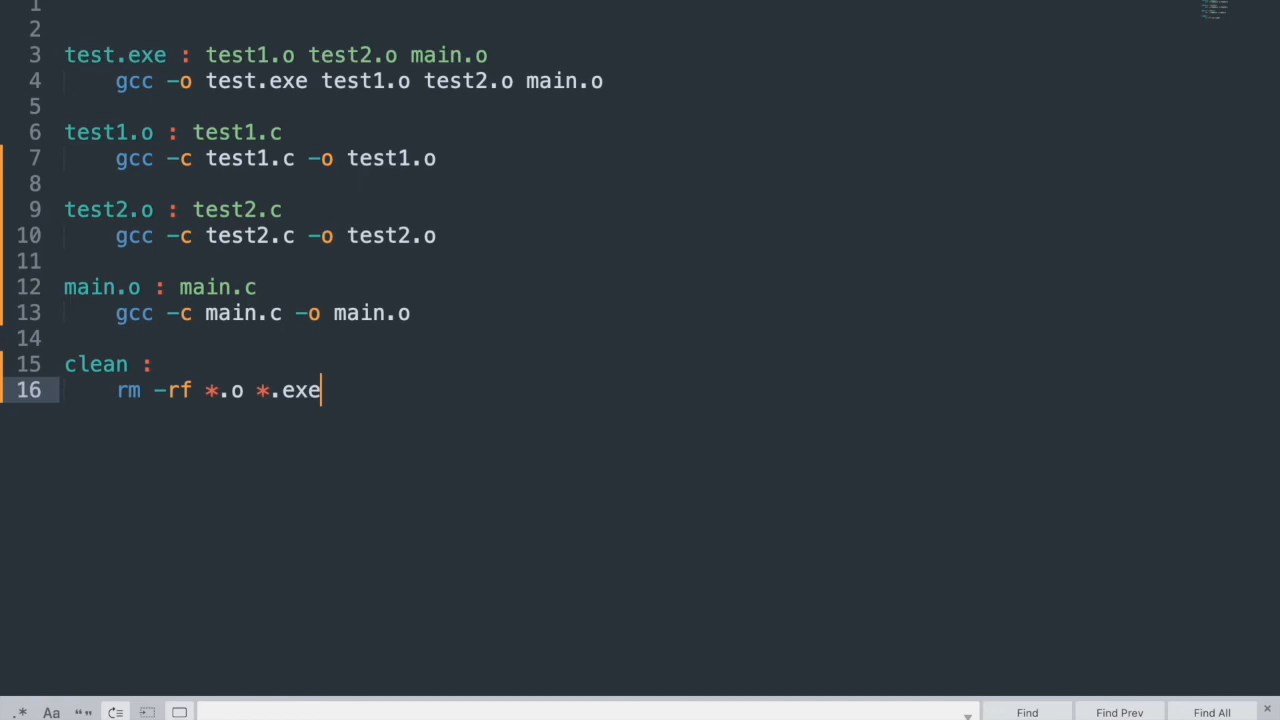 1
2
3 test.exe : test1.o test2.o main.o
4 gcc -o test.exe test1.o test2.o main.o
5
6 test1.o : test1.c
7 gcc -c test1.c -o test1.o
8
9 test2.o : test2.c
10 gcc -c test2.c -o test2.o
11
12 main.o : main.c
13 gcc -c main.c -o main.o
14
15 clean :
16 rm -rf *.o *.exe
.* Aa “” Find Find Prev Find All ×